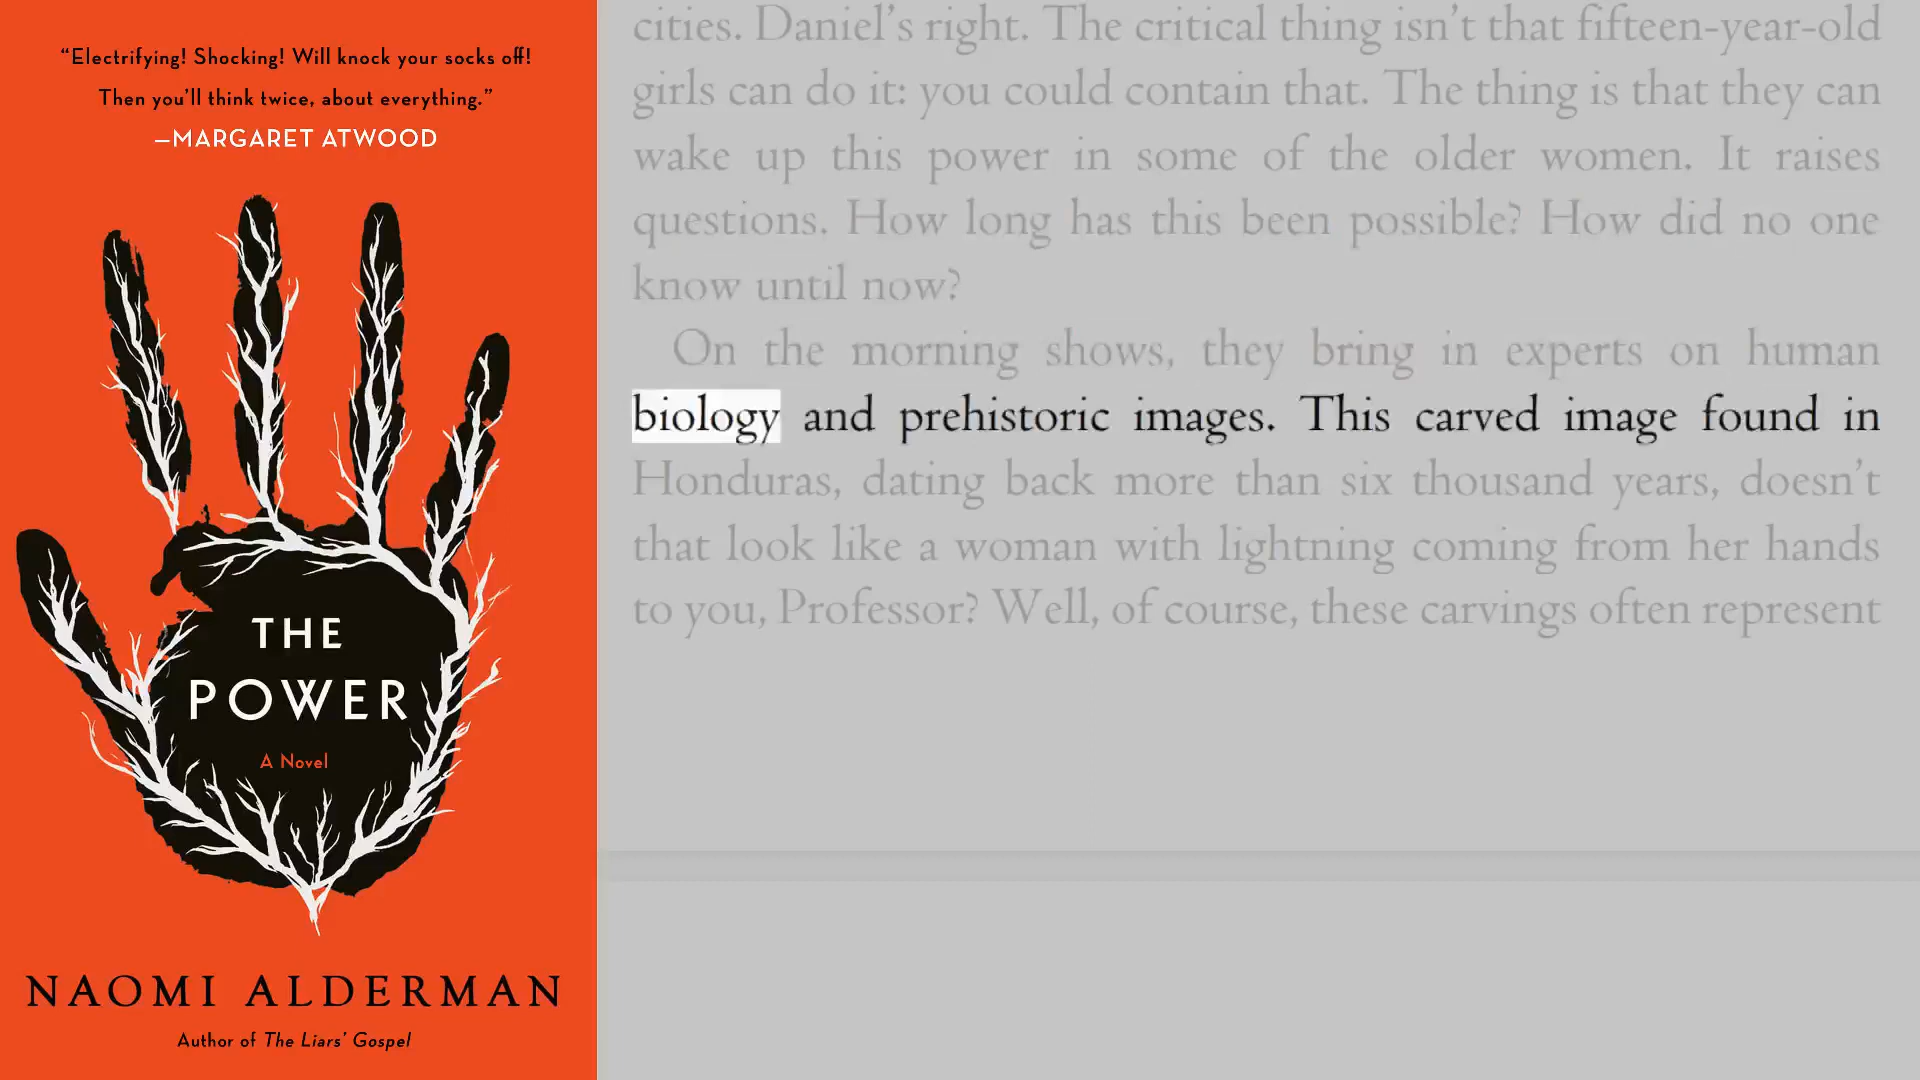 “Electrifying! Shocking! Will knock your socks off!
Then you’ll think twice, about everything.”
—MARGARET ATWOOD
THE
POWER
A Novel
NAOMI ALDERMAN
Author of The Liars’ Gospel
cities. Daniel’s right. The critical thing isn’t that fifteen-year-old
girls can do it: you could contain that. The thing is that they can
wake up this power in some of the older women. It raises
questions. How long has this been possible? How did no one
know until now?
On the morning shows, they bring in experts on human
biology and prehistoric images. This carved image found in
Honduras, dating back more than six thousand years, doesn’t
that look like a woman with lightning coming from her hands
to you, Professor? Well, of course, these carvings often represent